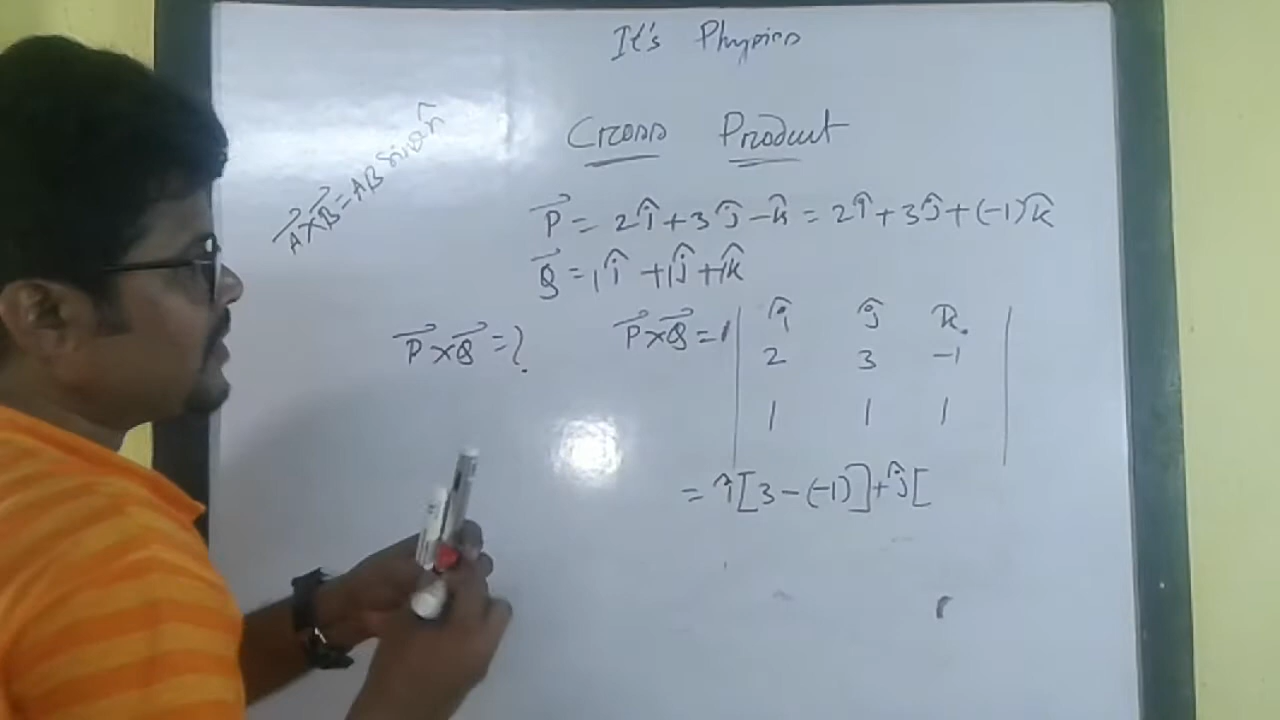 It's Physics
Cross Product
A⃗×B⃗=AB sinθ n̂
P⃗ = 2î+3ĵ-k̂ = 2î+3ĵ+(-1)k̂
Q⃗ =1î +1ĵ+1k̂
P⃗×Q⃗=?
P⃗×Q⃗= | î ĵ k̂ |
2 3 -1
1 1 1
= î[3-(-1)]+ĵ[